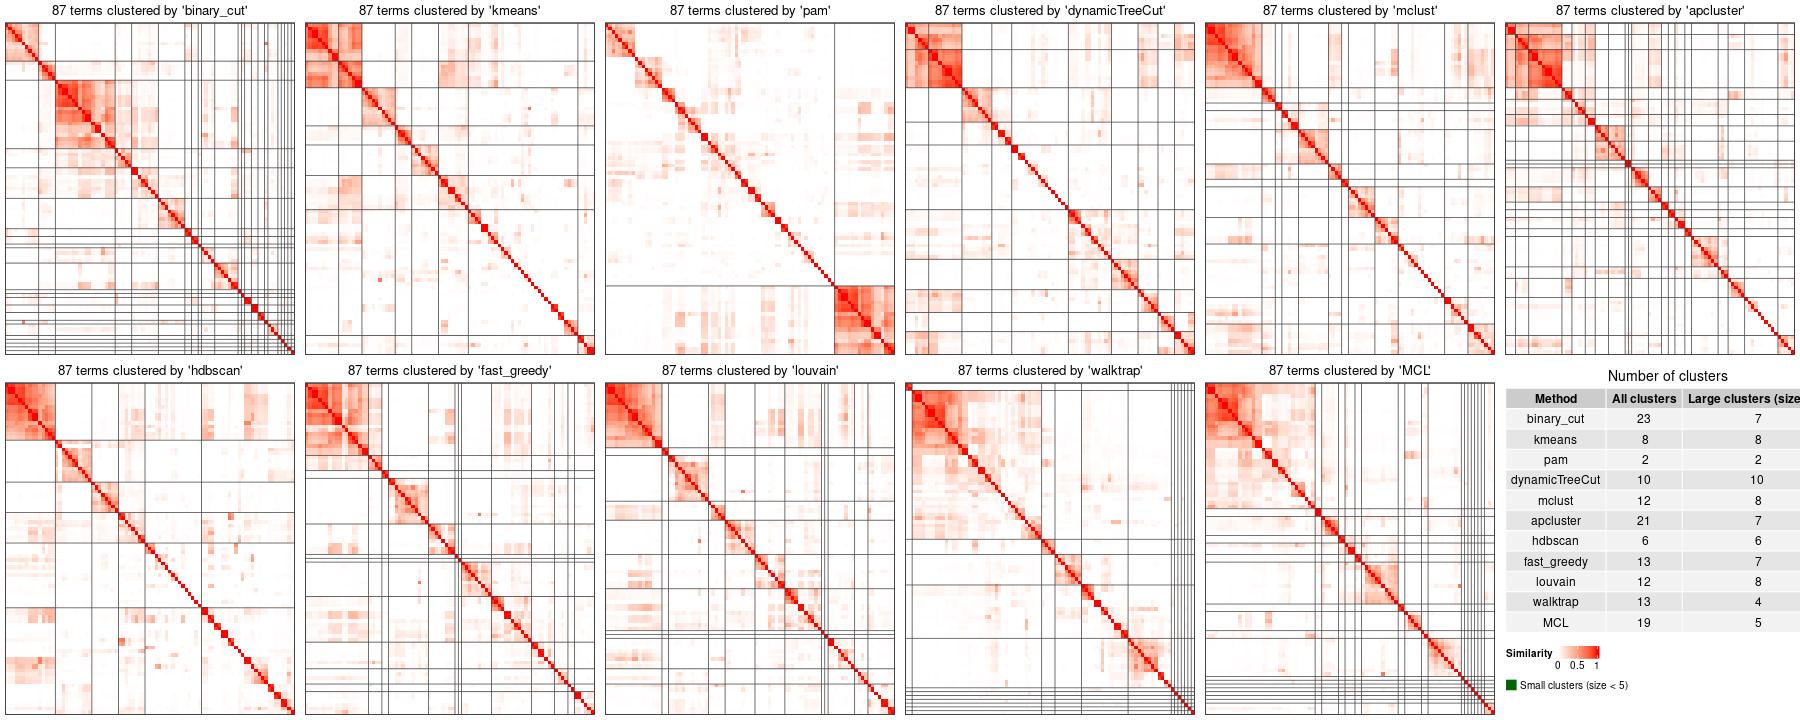 87 terms clustered by 'binary_cut'
87 terms clustered by 'kmeans'
87 terms clustered by 'pam'
87 terms clustered by 'dynamicTreeCut'
87 terms clustered by 'mclust'
87 terms clustered by 'apcluster'
87 terms clustered by 'hdbscan'
87 terms clustered by 'fast_greedy'
87 terms clustered by 'louvain'
87 terms clustered by 'walktrap'
87 terms clustered by 'MCL'
Number of clusters
Method All clusters Large clusters (size
binary_cut 23 7
kmeans 8 8
pam 2 2
dynamicTreeCut 10 10
mclust 12 8
apcluster 21 7
hdbscan 6 6
fast_greedy 13 7
louvain 12 8
walktrap 13 4
MCL 19 5
Similarity
0 0.5 1
Small clusters (size < 5)